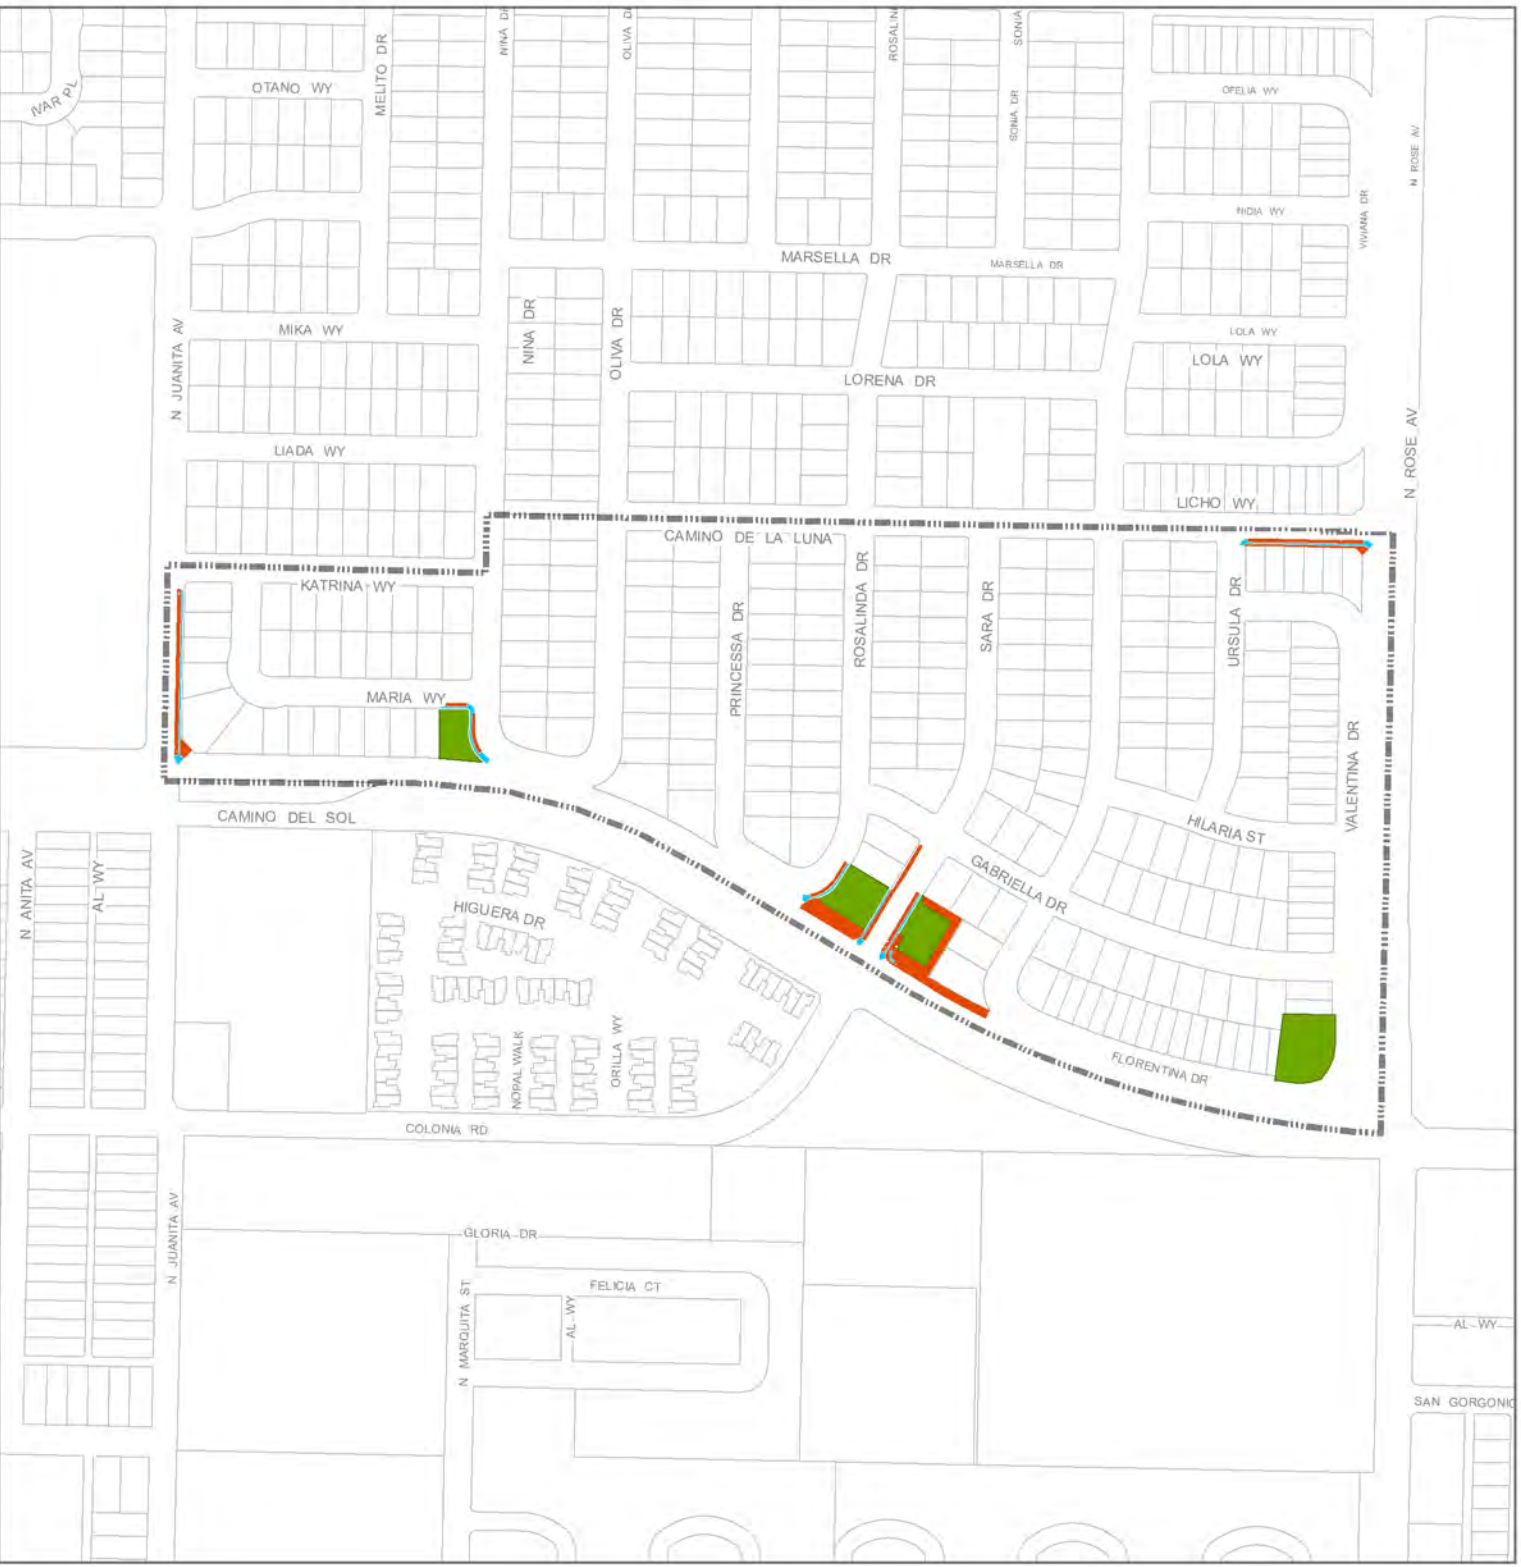 NINA DR
OLIVA DR
ROSALIN
SONIA
MELITO DR
IVAR PL
OTANO WY
OFELIA WY
SONIA DR
N ROSE AV
NIDIA WY
VIVIANA DR
MARSELLA DR
MARSELLA DR
MIKA WY
NINA DR
OLIVA DR
N JUANITA AV
LOLA WY
LOLA WY
LORENA DR
LIADA WY
N ROSE AV
LICHO WY
CAMINO DE LA LUNA
KATRINA WY
ROSALINDA DR
SARA DR
URSULA DR
PRINCESSA DR
MARIA WY
VALENTINA DR
CAMINO DEL SOL
HILARIA ST
N ANITA AV
AL WY
GABRIELLA DR
HIGUERA DR
NOPAL WALK
ORILLA WY
FLORENTINA DR
COLONIA RD
N JUANITA AV
GLORIA DR
FELICIA CT
N MARQUITA ST
AL WY
AL WY
SAN GORGONIO